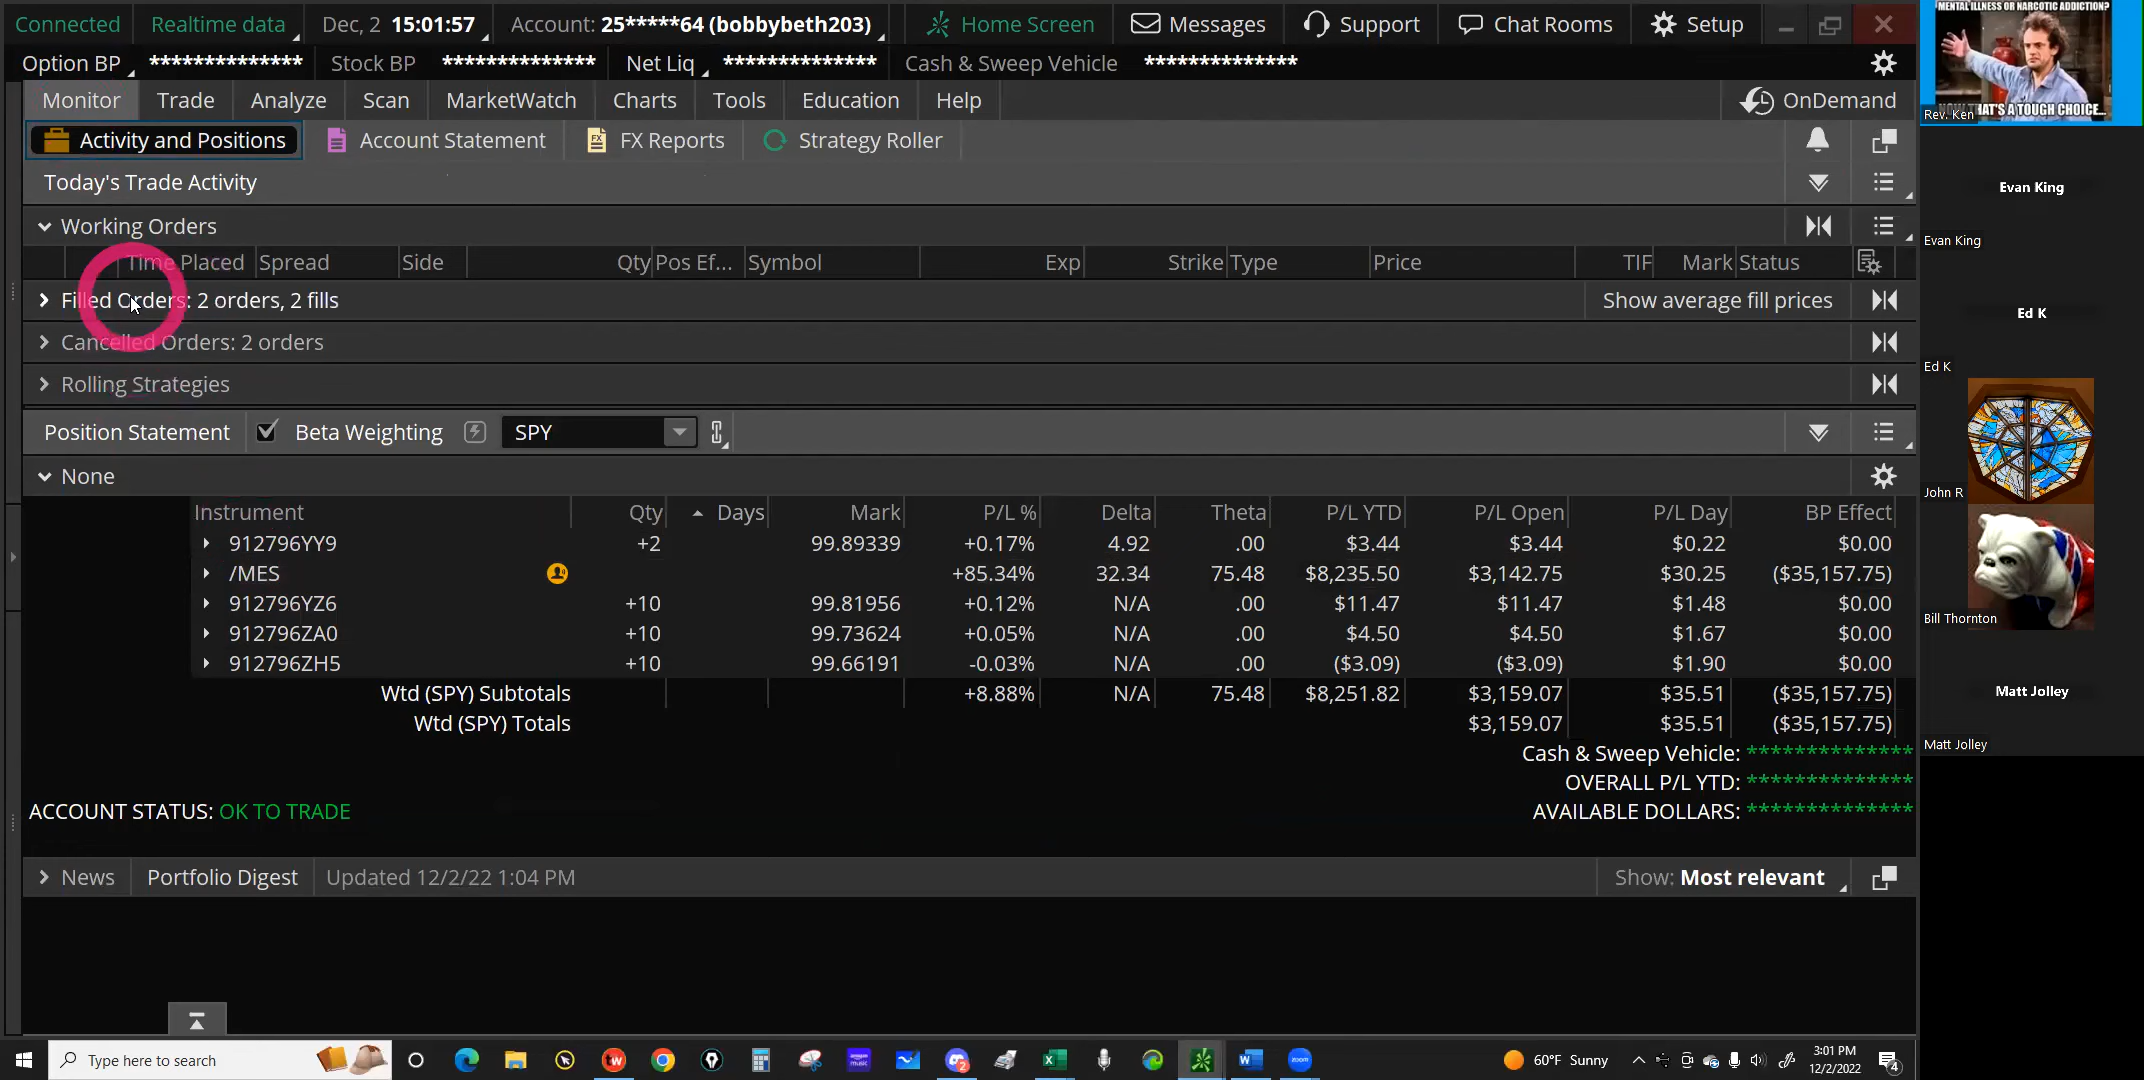 Connected Realtime data Dec, 2 15:01:57 Account: 25*****64 (bobbybeth203) Home Screen Messages Support Chat Rooms Setup
Option BP ************** Stock BP ************** Net Liq ************** Cash & Sweep Vehicle **************
Monitor Trade Analyze Scan MarketWatch Charts Tools Education Help OnDemand
Activity and Positions Account Statement FX FX Reports Strategy Roller
Today's Trade Activity
Working Orders
Time Placed Spread Side Qty Pos Ef... Symbol Exp Strike Type Price TIF Mark Status
Filled Orders: 2 orders, 2 fills Show average fill prices
Cancelled Orders: 2 orders
Rolling Strategies
Position Statement Beta Weighting SPY
None
Instrument Qty Days Mark P/L % Delta Theta P/L YTD P/L Open P/L Day BP Effect
912796YY9 +2 99.89339 +0.17% 4.92 .00 $3.44 $3.44 $0.22 $0.00
/MES +85.34% 32.34 75.48 $8,235.50 $3,142.75 $30.25 ($35,157.75)
912796YZ6 +10 99.81956 +0.12% N/A .00 $11.47 $11.47 $1.48 $0.00
912796ZA0 +10 99.73624 +0.05% N/A .00 $4.50 $4.50 $1.67 $0.00
912796ZH5 +10 99.66191 -0.03% N/A .00 ($3.09) ($3.09) $1.90 $0.00
Wtd (SPY) Subtotals +8.88% N/A 75.48 $8,251.82 $3,159.07 $35.51 ($35,157.75)
Wtd (SPY) Totals $3,159.07 $35.51 ($35,157.75)
Cash & Sweep Vehicle: **************
OVERALL P/L YTD: **************
ACCOUNT STATUS: OK TO TRADE AVAILABLE DOLLARS: **************
News Portfolio Digest Updated 12/2/22 1:04 PM Show: Most relevant
Type here to search
tw
2
60°F Sunny
3:01 PM
12/2/2022
4
MENTAL ILLNESS OR NARCOTIC ADDICTION?
NOW THAT'S A TOUGH CHOICE...
Rev. Ken
Evan King
Evan King
Ed K
Ed K
John R
Bill Thornton
Matt Jolley
Matt Jolley